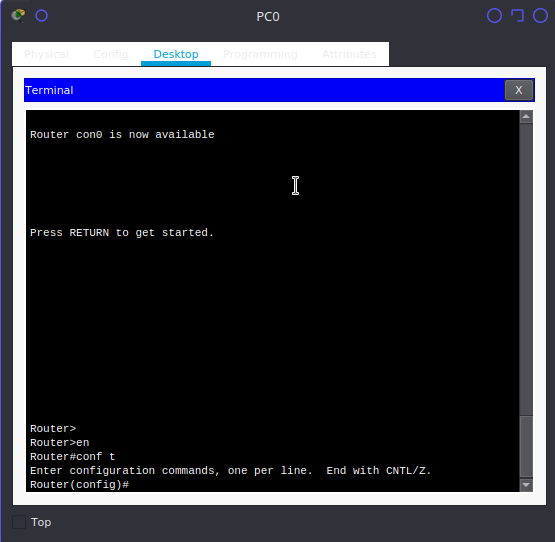 PC0
Physical Config Desktop Programming Attributes
Terminal
X
Router con0 is now available
Press RETURN to get started.
Router>
Router>en
Router#conf t
Enter configuration commands, one per line.  End with CNTL/Z.
Router(config)#
Top